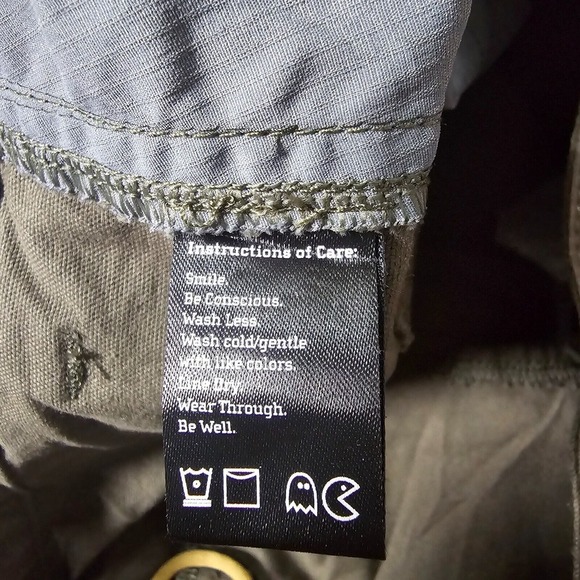 Instructions of Care:
Smile.
Be Conscious.
Wash Less.
Wash cold/gentle
with like colors.
Line Dry.
Wear Through.
Be Well.